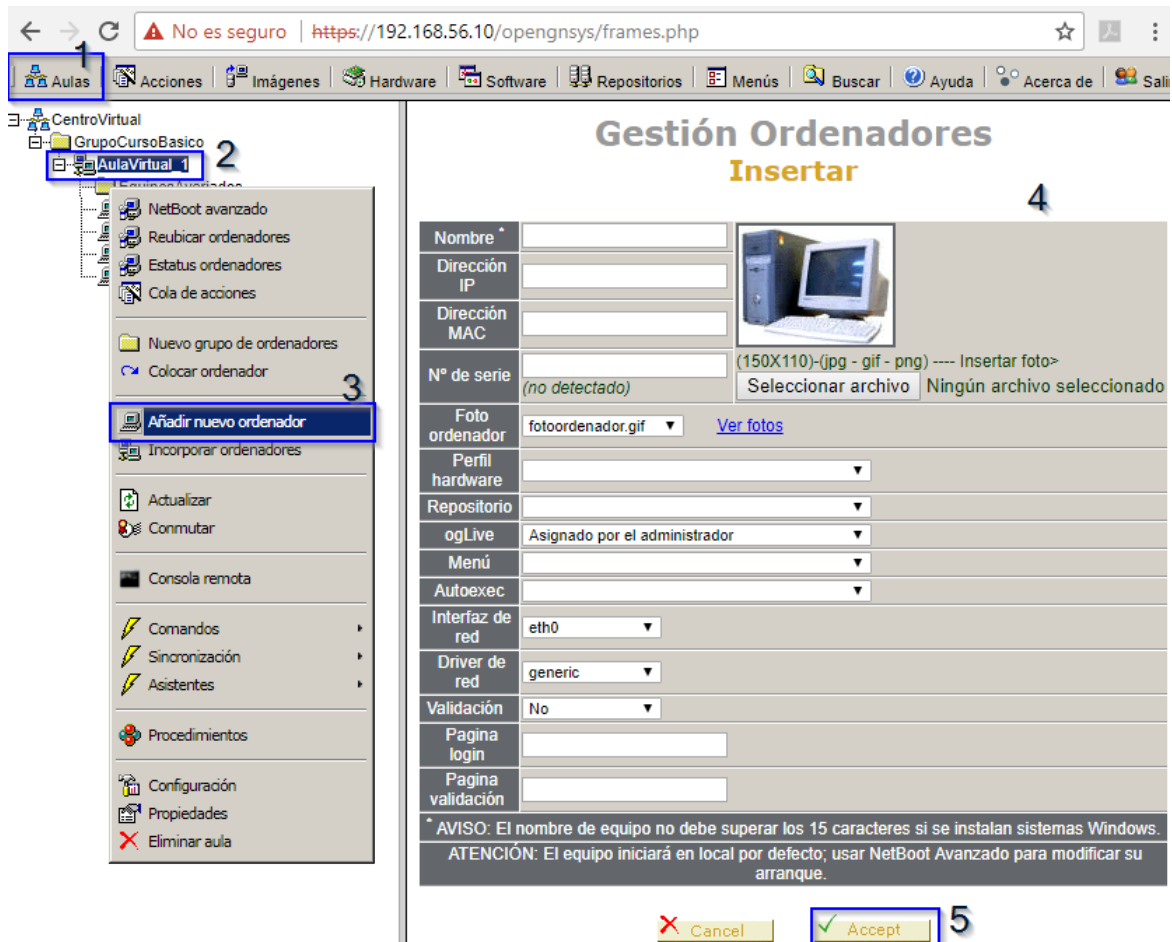 No es seguro | https://192.168.56.10/opengnsys/frames.php
1
Aulas Acciones Imágenes Hardware Software Repositorios Menús Buscar Ayuda Acerca de Salir
CentroVirtual
GrupoCursoBasico
2
AulaVirtual_1
EquiposAveriados
NetBoot avanzado
Reubicar ordenadores
Estatus ordenadores
Cola de acciones
Nuevo grupo de ordenadores
Colocar ordenador
3
Añadir nuevo ordenador
Incorporar ordenadores
Actualizar
Conmutar
Consola remota
Comandos
Sincronización
Asistentes
Procedimientos
Configuración
Propiedades
Eliminar aula
Gestión Ordenadores
Insertar
4
Nombre *
Dirección IP
Dirección MAC
Nº de serie
(no detectado)
(150X110)-(jpg - gif - png) ---- Insertar foto>
Seleccionar archivo Ningún archivo seleccionado
Foto ordenador fotoordenador.gif Ver fotos
Perfil hardware
Repositorio
ogLive Asignado por el administrador
Menú
Autoexec
Interfaz de red eth0
Driver de red generic
Validación No
Pagina login
Pagina validación
* AVISO: El nombre de equipo no debe superar los 15 caracteres si se instalan sistemas Windows.
ATENCIÓN: El equipo iniciará en local por defecto; usar NetBoot Avanzado para modificar su
arranque.
Cancel Accept 5